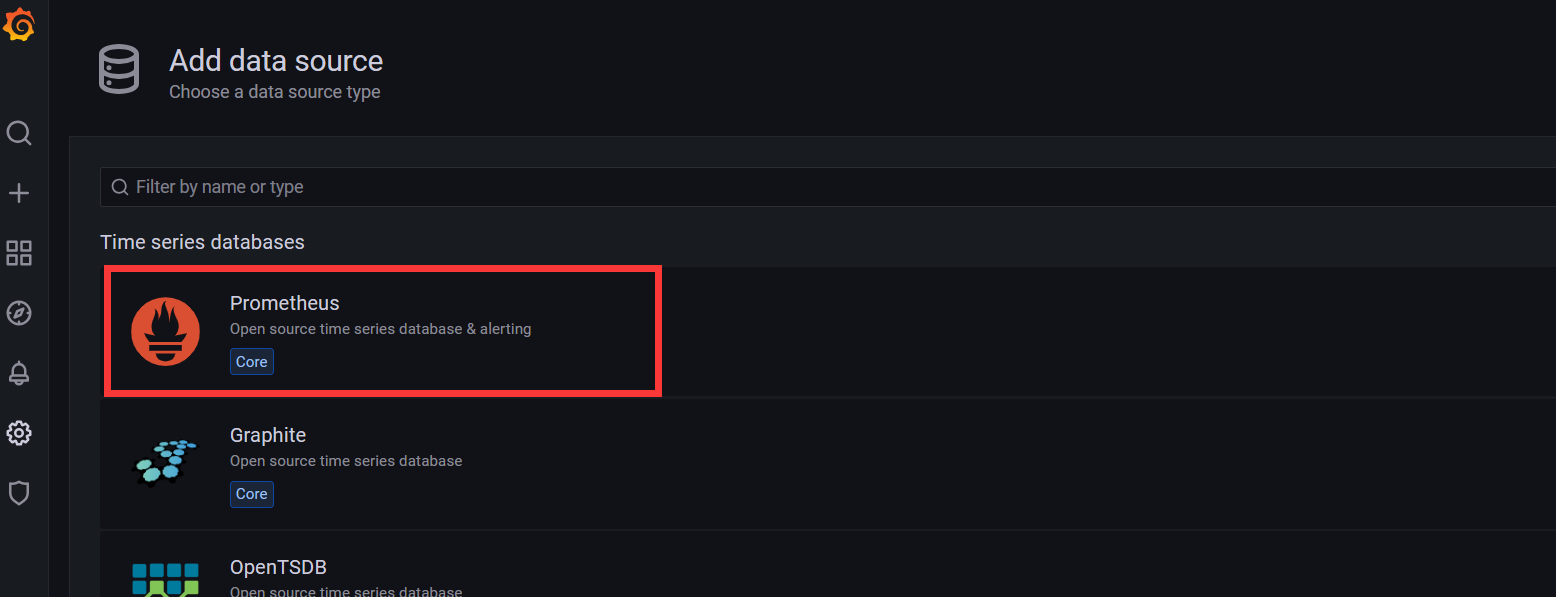 Add data source
Choose a data source type
Filter by name or type
Time series databases
Prometheus
Open source time series database & alerting
Core
Graphite
Open source time series database
Core
OpenTSDB
Open source time series database